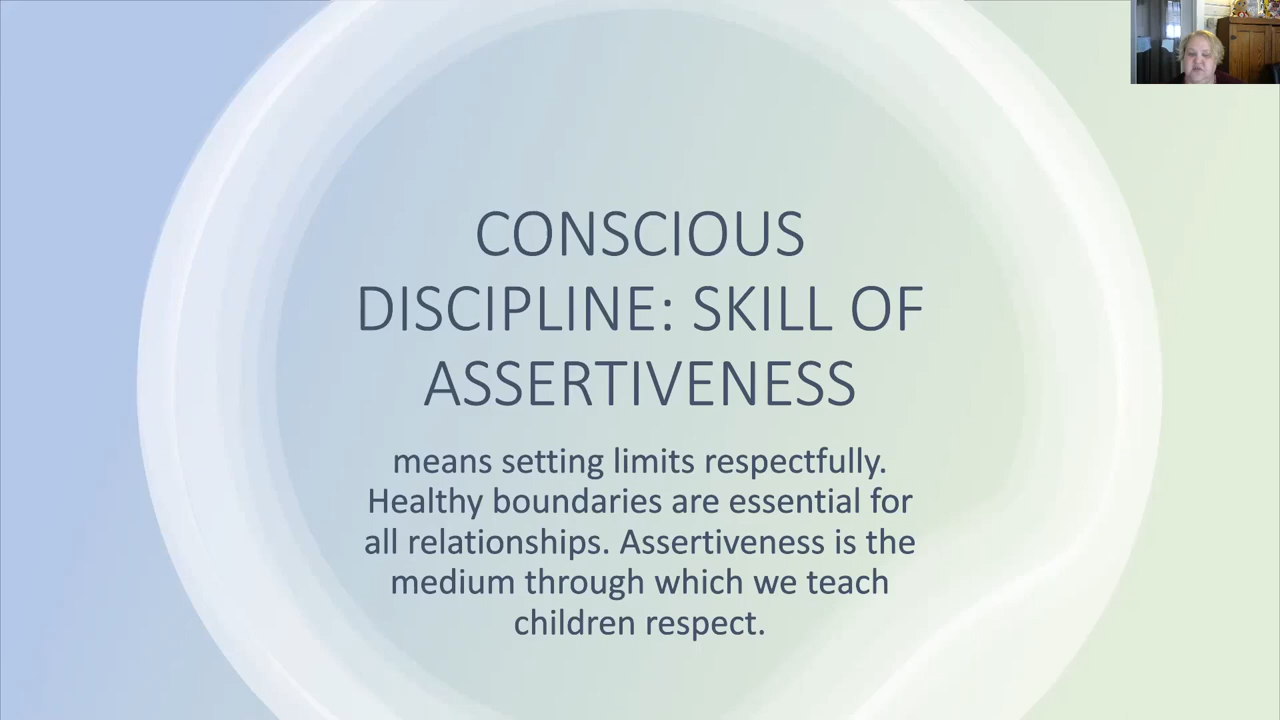 CONSCIOUS
DISCIPLINE: SKILL OF
ASSERTIVENESS
means setting limits respectfully.
Healthy boundaries are essential for
all relationships. Assertiveness is the
medium through which we teach
children respect.